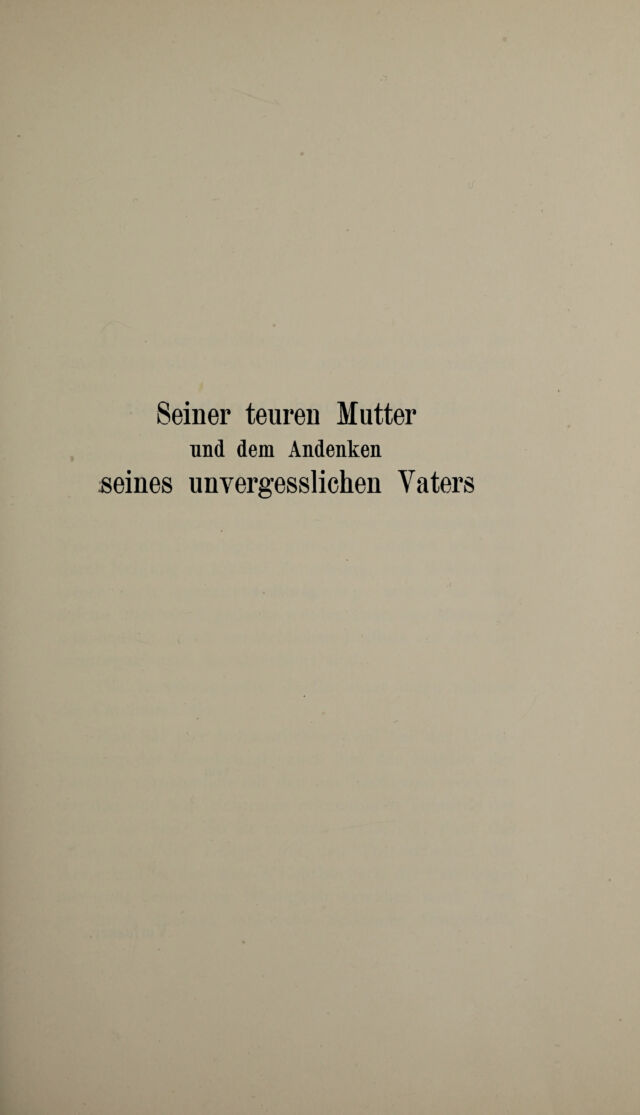 Seiner teuren Mutter
und dem Andenken
seines unvergesslichen Vaters